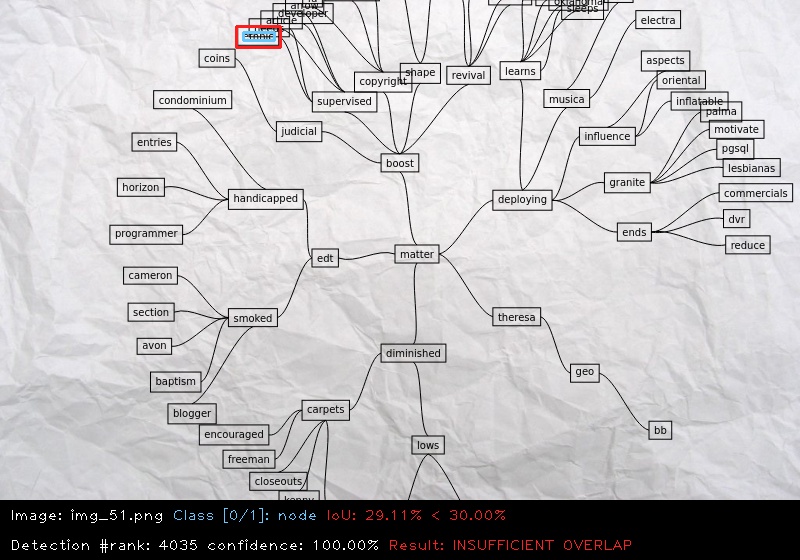 arrow
oklahoma
sleeps
developer
article
electra
coins
aspects
shape
revival
learns
oriental
copyright
condominium
supervised
musica
inflatable
palma
judicial
influence
motivate
entries
pgsql
boost
lesbianas
horizon
granite
handicapped
deploying
commercials
dvr
programmer
ends
reduce
edt
matter
cameron
section
smoked
theresa
avon
diminished
baptism
geo
blogger
carpets
encouraged
bb
lows
freeman
closeouts
kenny
Image: img_51.png Class [0/1]: node IoU: 29.11% < 30.00%
Detection #rank: 4035 confidence: 100.00% Result: INSUFFICIENT OVERLAP